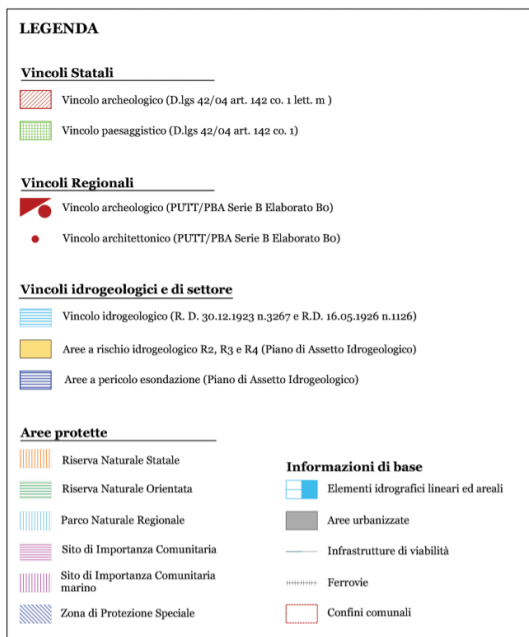 LEGENDA
Vincoli Statali
Vincolo archeologico (D.lgs 42/04 art. 142 co. 1 lett. m )
Vincolo paesaggistico (D.lgs 42/04 art. 142 co. 1)
Vincoli Regionali
Vincolo archeologico (PUTT/PBA Serie B Elaborato B0)
Vincolo architettonico (PUTT/PBA Serie B Elaborato B0)
Vincoli idrogeologici e di settore
Vincolo idrogeologico (R. D. 30.12.1923 n.3267 e R.D. 16.05.1926 n.1126)
Aree a rischio idrogeologico R2, R3 e R4 (Piano di Assetto Idrogeologico)
Aree a pericolo esondazione (Piano di Assetto Idrogeologico)
Aree protette
Riserva Naturale Statale
Riserva Naturale Orientata
Parco Naturale Regionale
Sito di Importanza Comunitaria
Sito di Importanza Comunitaria
marino
Zona di Protezione Speciale
Informazioni di base
Elementi idrografici lineari ed areali
Aree urbanizzate
Infrastrutture di viabilità
Ferrovie
Confini comunali